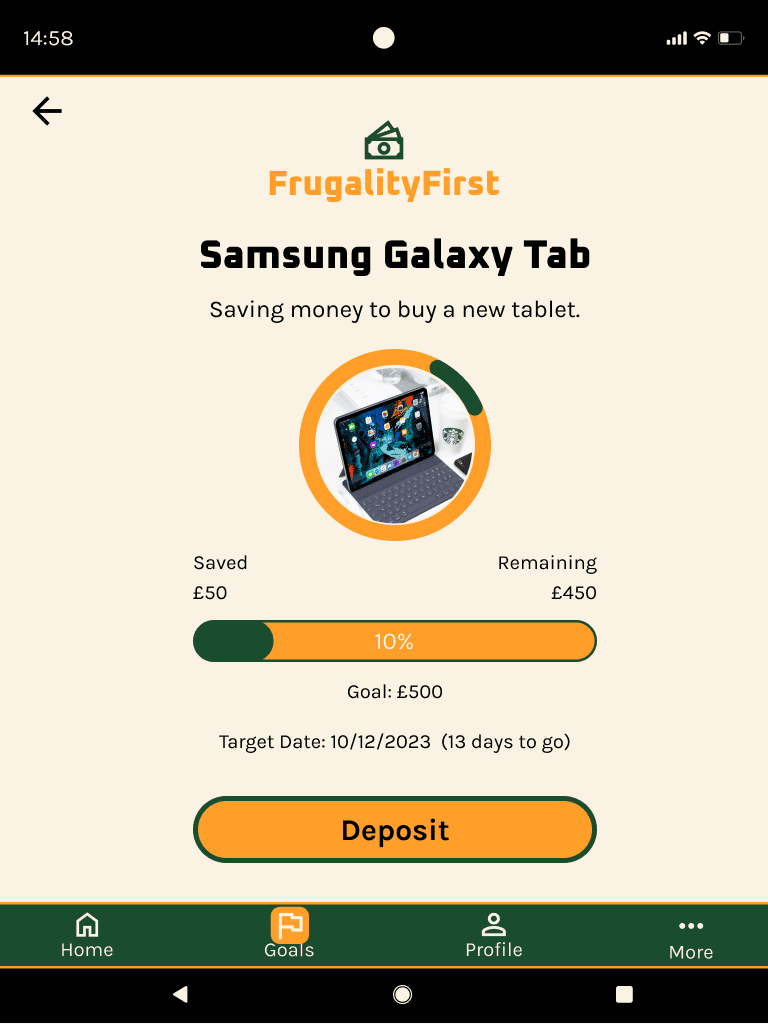 14:58
FrugalityFirst
Samsung Galaxy Tab
Saving money to buy a new tablet.
Saved
Remaining
£50
£450
10%
Goal: £500
Target Date: 10/12/2023 (13 days to go)
Deposit
Home
Goals
Profile
More